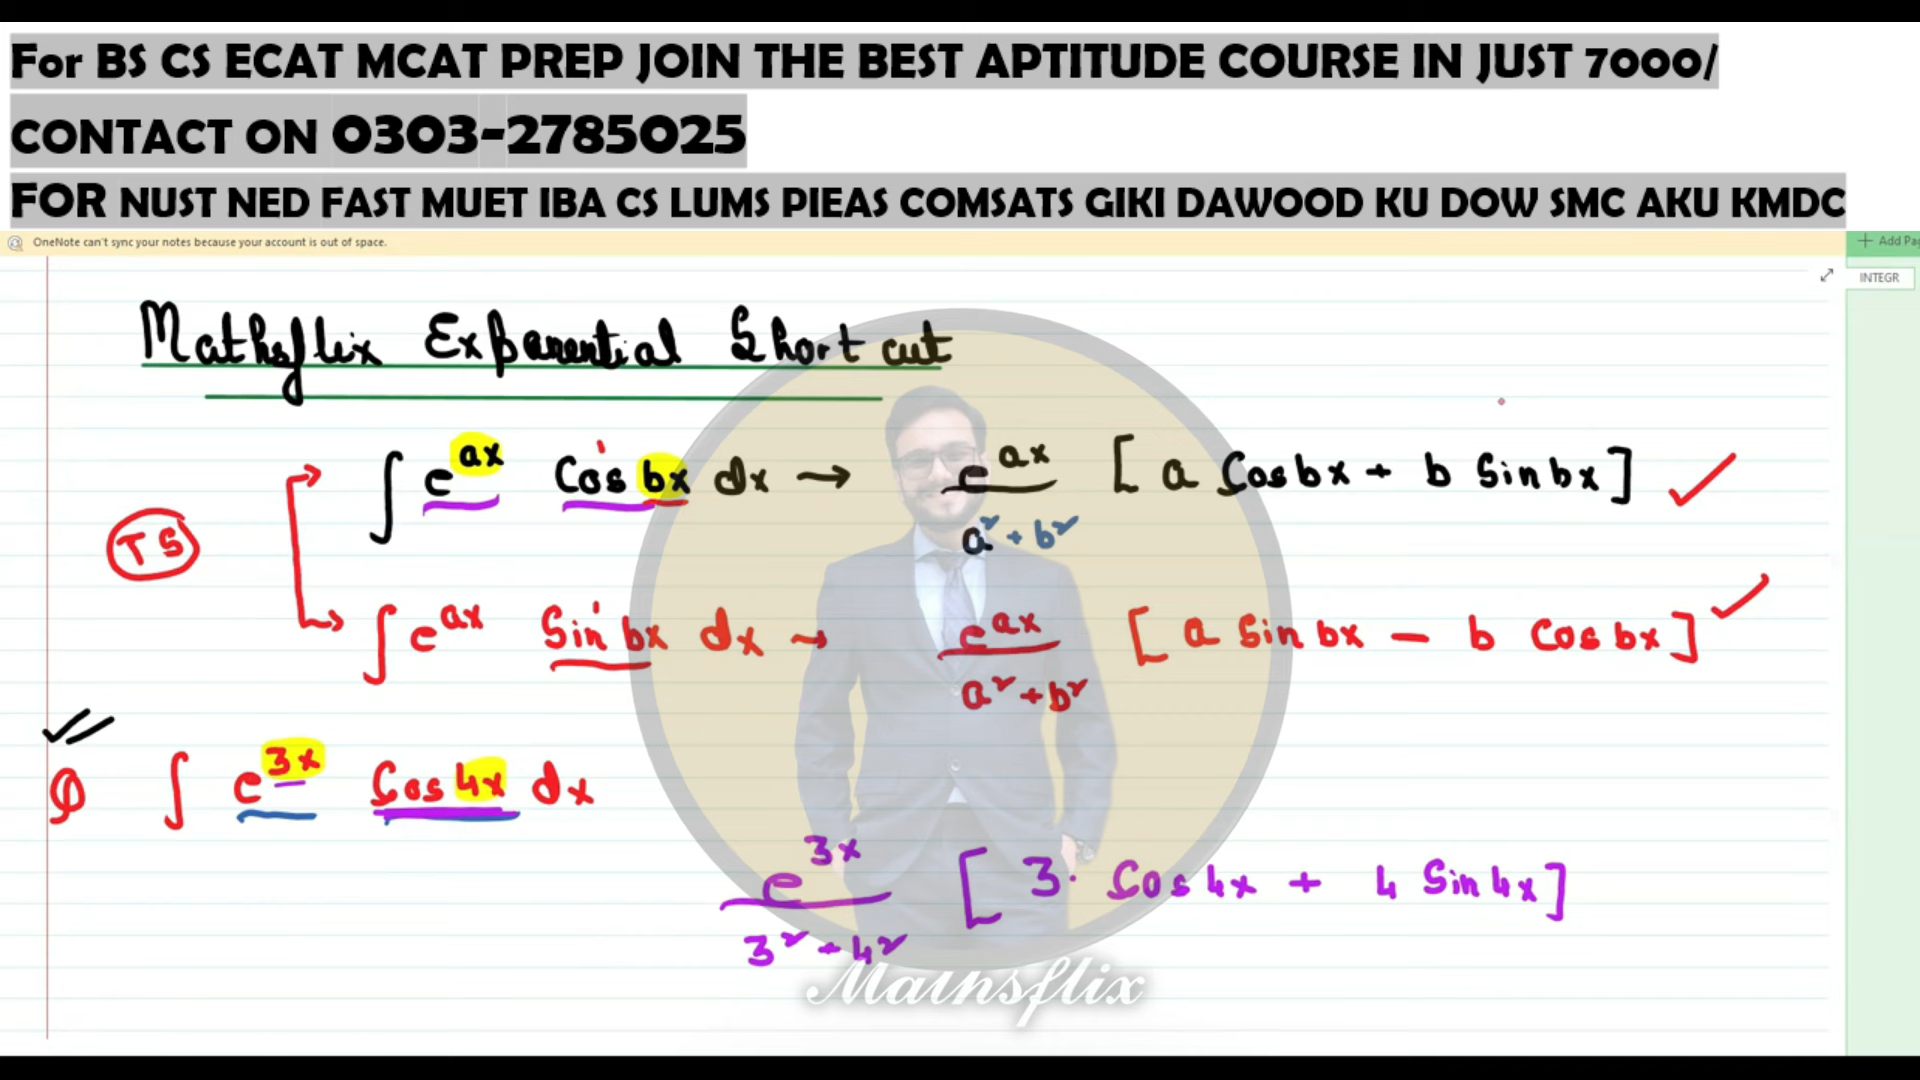 For BS CS ECAT MCAT PREP JOIN THE BEST APTITUDE COURSE IN JUST 7000/
CONTACT ON 0303-2785025
FOR NUST NED FAST MUET IBA CS LUMS PIEAS COMSATS GIKI DAWOOD KU DOW SMC AKU KMDC
OneNote can't sync your notes because your account is out of space.
+ Add Pag
INTEGR
Mathsflix Exponential Short cut
∫ e^ax Cos bx dx → e^ax / a² + b² [a Cos bx + b Sin bx] ✓
TS
∫ e^ax Sin bx dx → e^ax / a² + b² [a Sin bx - b Cos bx] ✓
Q ∫ e^3x Cos 4x dx
e^3x / 3² + 4² [3. Cos 4x + 4 Sin 4x]
Mathsflix